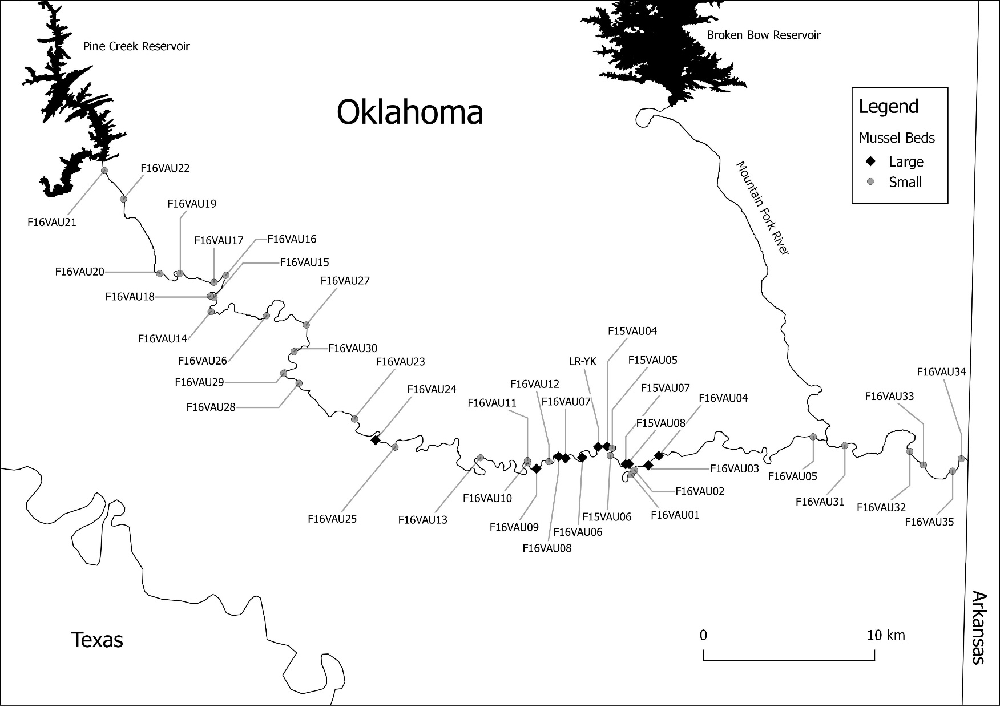 Pine Creek Reservoir
Broken Bow Reservoir
Oklahoma
Legend
Mussel Beds
Large
Small
Mountain Fork River
F16VAU22
F16VAU19
F16VAU21
F16VAU17
F16VAU16
F16VAU15
F16VAU20
F16VAU27
F16VAU18
F16VAU14
F16VAU30
F16VAU26
F16VAU23
F16VAU29
F16VAU24
F16VAU28
F15VAU04
LR-YK
F15VAU05
F16VAU12
F15VAU07
F16VAU11
F16VAU07
F16VAU04
F15VAU08
F16VAU34
F16VAU33
F16VAU03
F16VAU05
F16VAU02
F16VAU10
F16VAU31
F16VAU32
F16VAU01
F15VAU06
F16VAU25
F16VAU13
F16VAU35
F16VAU09
F16VAU06
F16VAU08
Texas
0
10 km
Arkansas